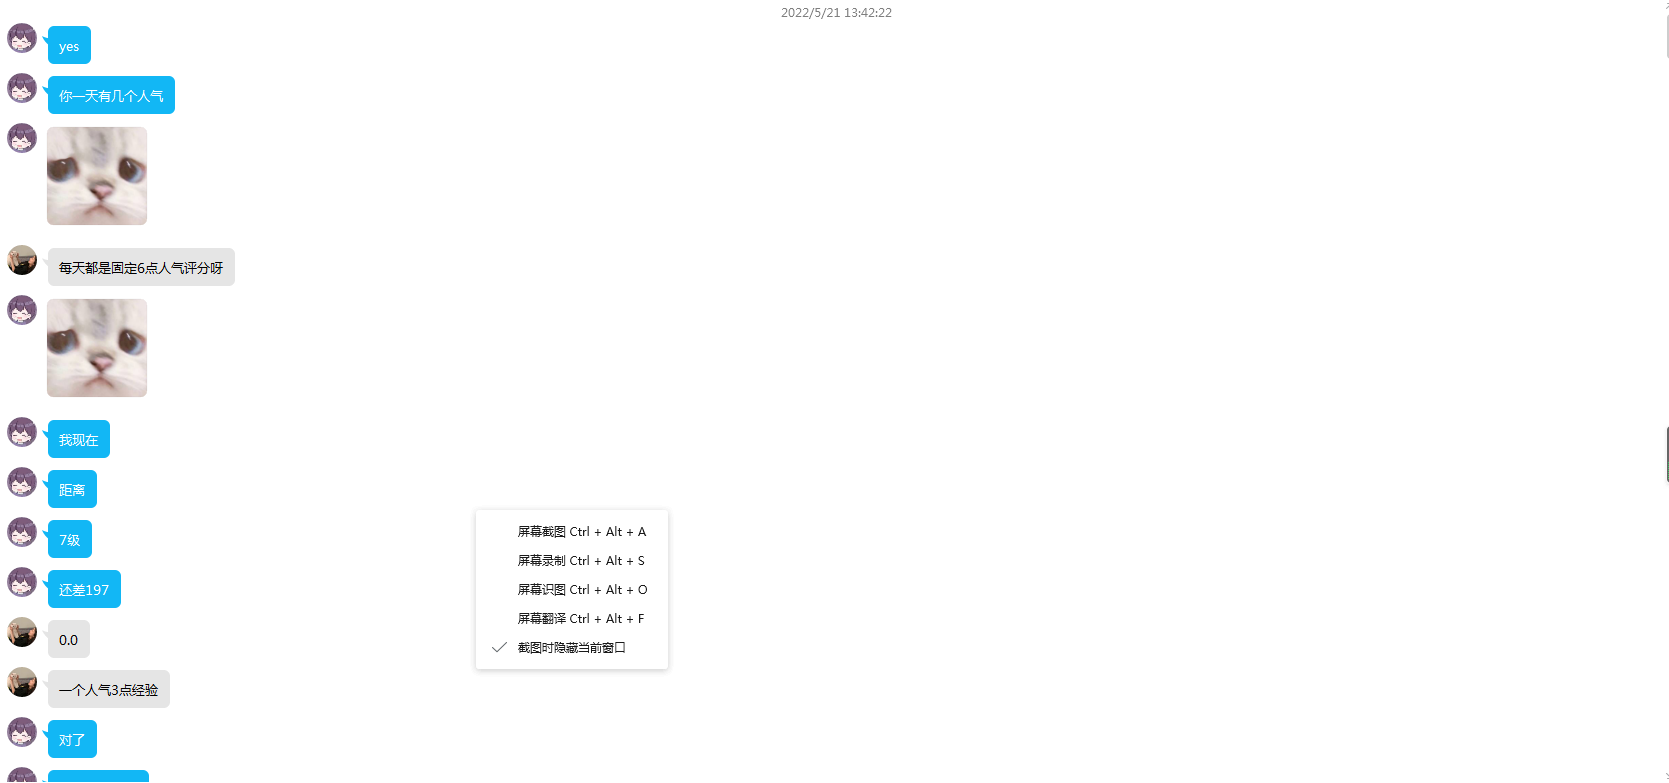 2022/5/21 13:42:22
yes
你一天有几个人气
每天都是固定6点人气评分呀
我现在
距离
7级
还差197
0.0
一个人气3点经验
对了
屏幕截图 Ctrl + Alt + A
屏幕录制 Ctrl + Alt + S
屏幕识图 Ctrl + Alt + O
屏幕翻译 Ctrl + Alt + F
截图时隐藏当前窗口